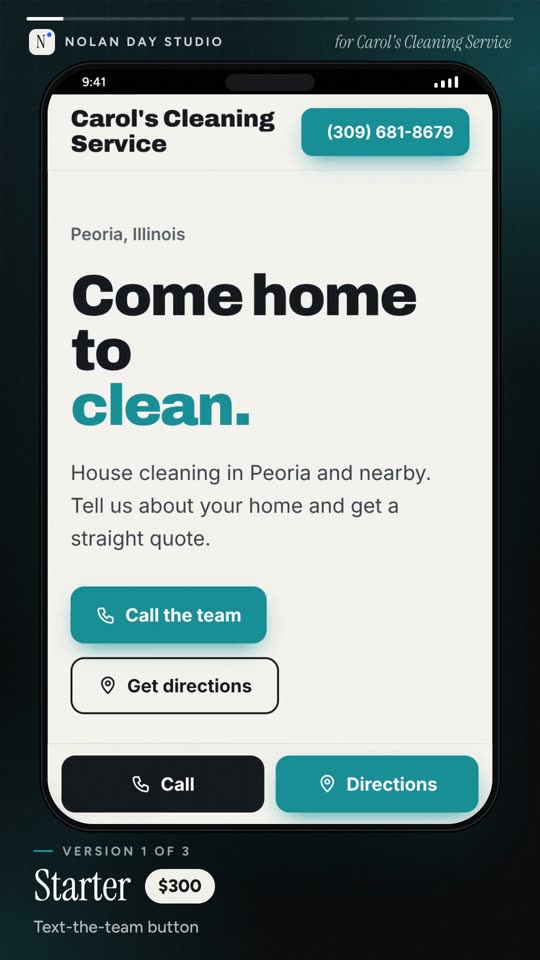 N
NOLAN DAY STUDIO
for Carol's Cleaning Service
9:41
Carol's Cleaning
Service
(309) 681-8679
Peoria, Illinois
Come home
to
clean.
House cleaning in Peoria and nearby.
Tell us about your home and get a
straight quote.
Call the team
Get directions
Call
Directions
VERSION 1 OF 3
Starter
$300
Text-the-team button